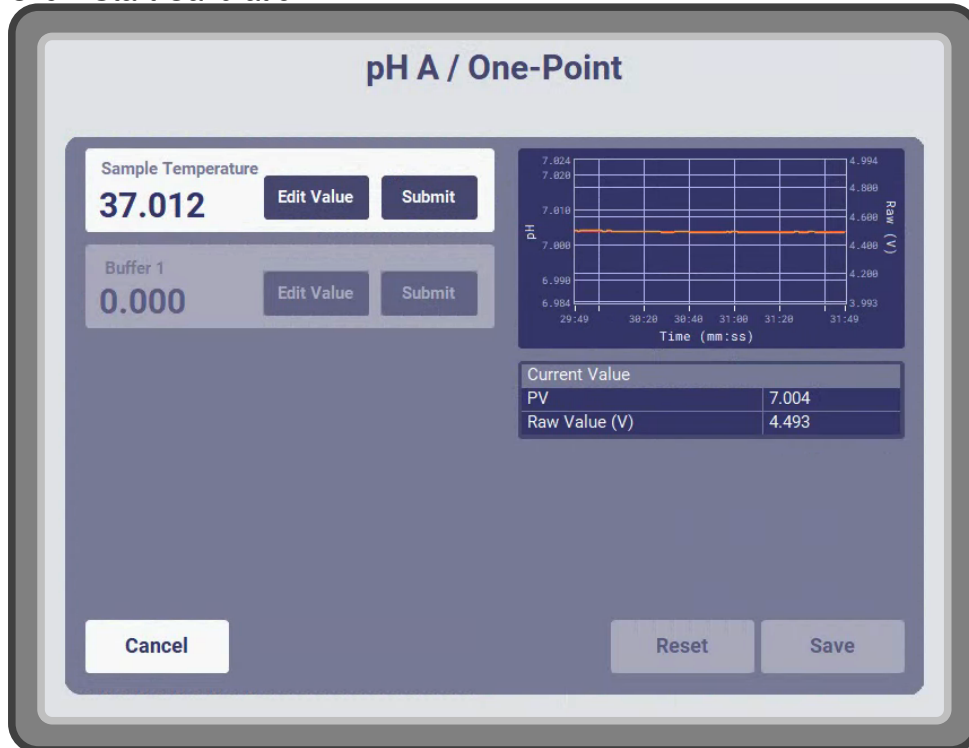 pH A / One-Point
Sample Temperature
37.012
Edit Value
Submit
Buffer 1
0.000
Edit Value
Submit
7.024
7.020
7.010
7.000
6.990
6.984
pH
4.994
4.800
4.600
4.400
4.200
3.993
Raw (V)
29:49 30:20 30:40 31:00 31:20 31:49
Time (mm:ss)
Current Value
PV 7.004
Raw Value (V) 4.493
Cancel
Reset
Save